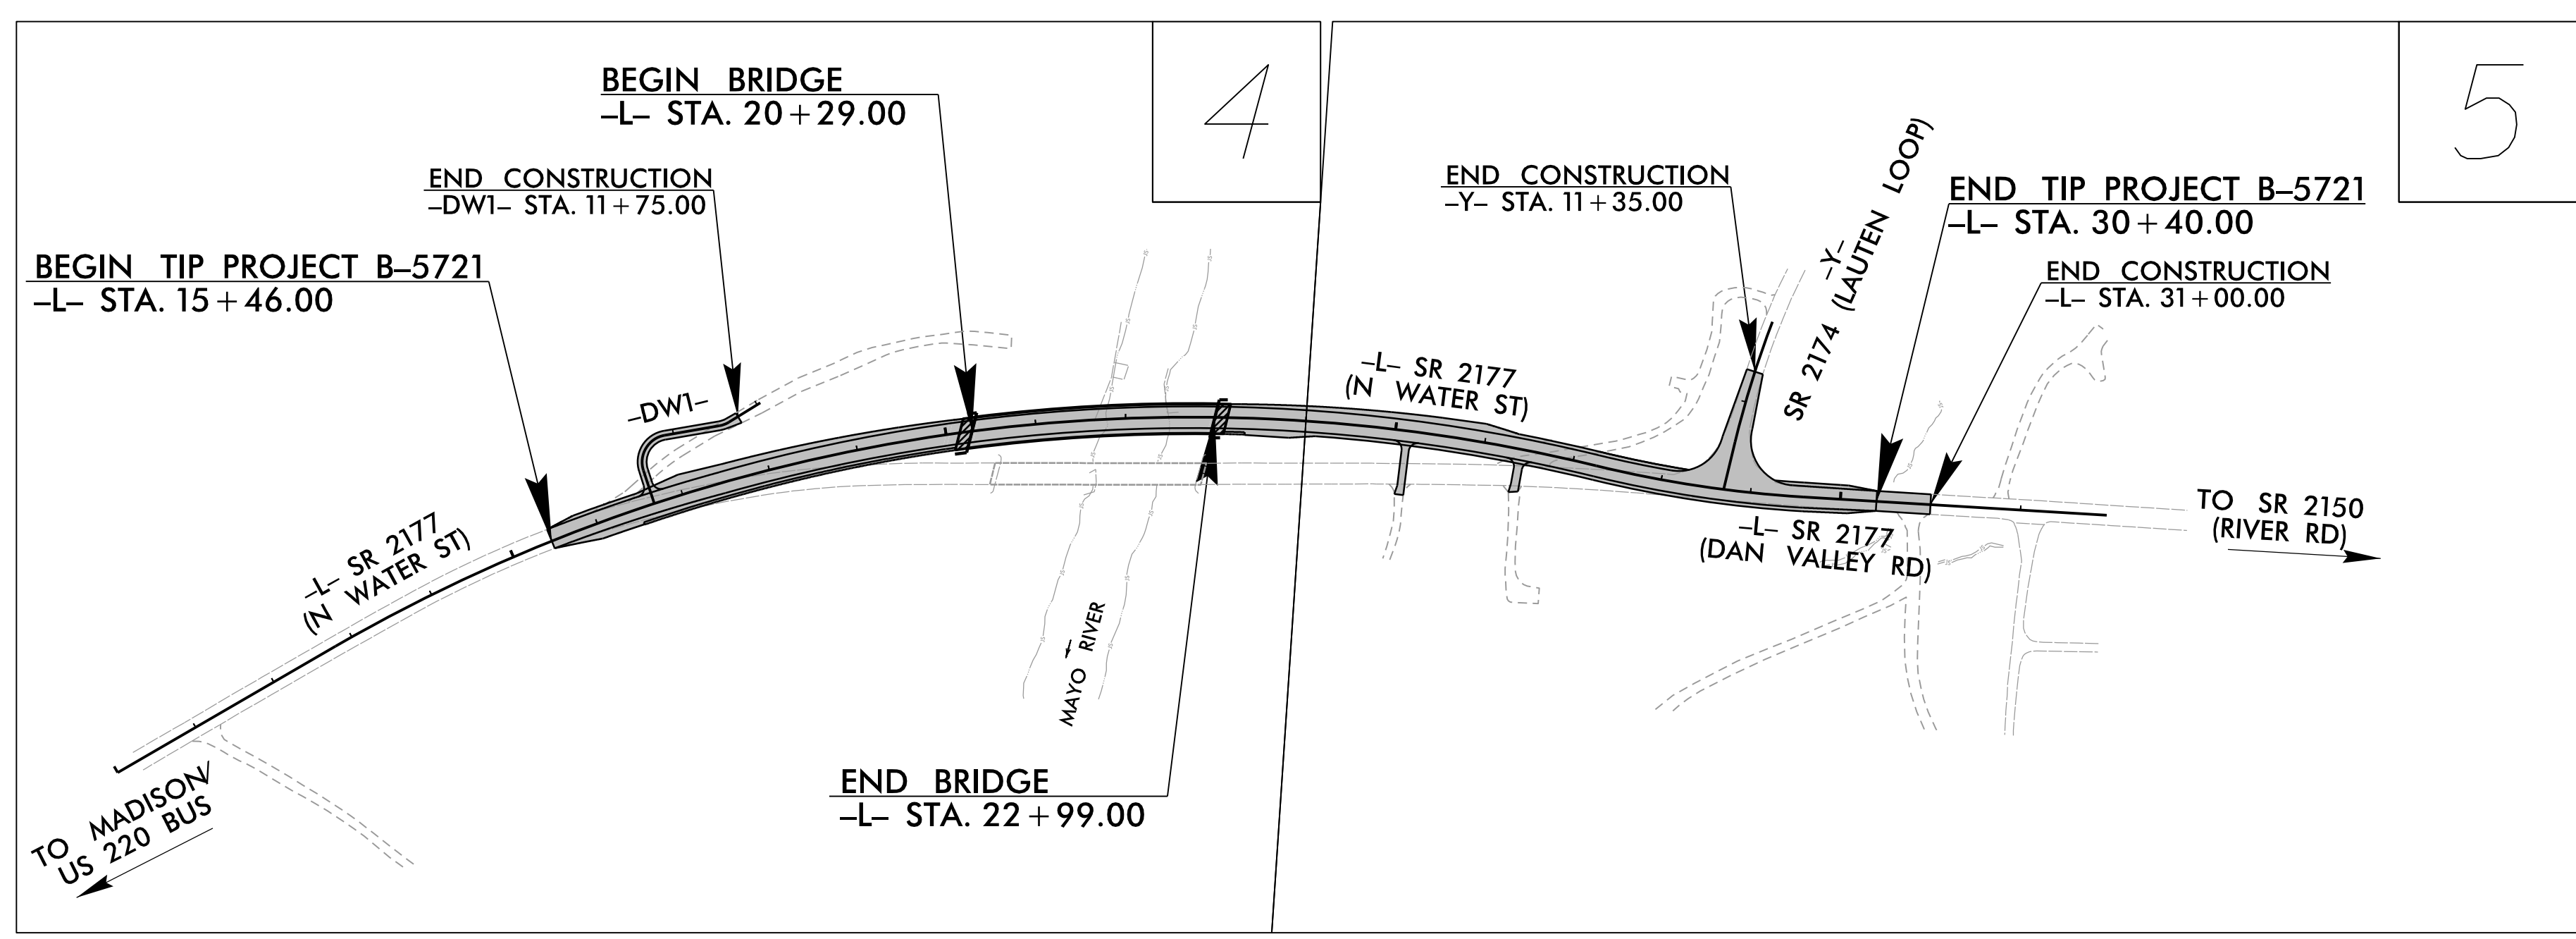 4
5
BEGIN BRIDGE
–L– STA. 20+29.00
END CONSTRUCTION
–DW1– STA. 11+75.00
BEGIN TIP PROJECT B–5721
–L– STA. 15+46.00
–DW1–
–L– SR 2177
(N WATER ST)
TO MADISON/
US 220 BUS
MAYO RIVER
END BRIDGE
–L– STA. 22+99.00
–L– SR 2177
(N WATER ST)
END CONSTRUCTION
–Y– STA. 11+35.00
–Y–
SR 2174 (LAUTEN LOOP)
END TIP PROJECT B–5721
–L– STA. 30+40.00
END CONSTRUCTION
–L– STA. 31+00.00
–L– SR 2177
(DAN VALLEY RD)
TO SR 2150
(RIVER RD)